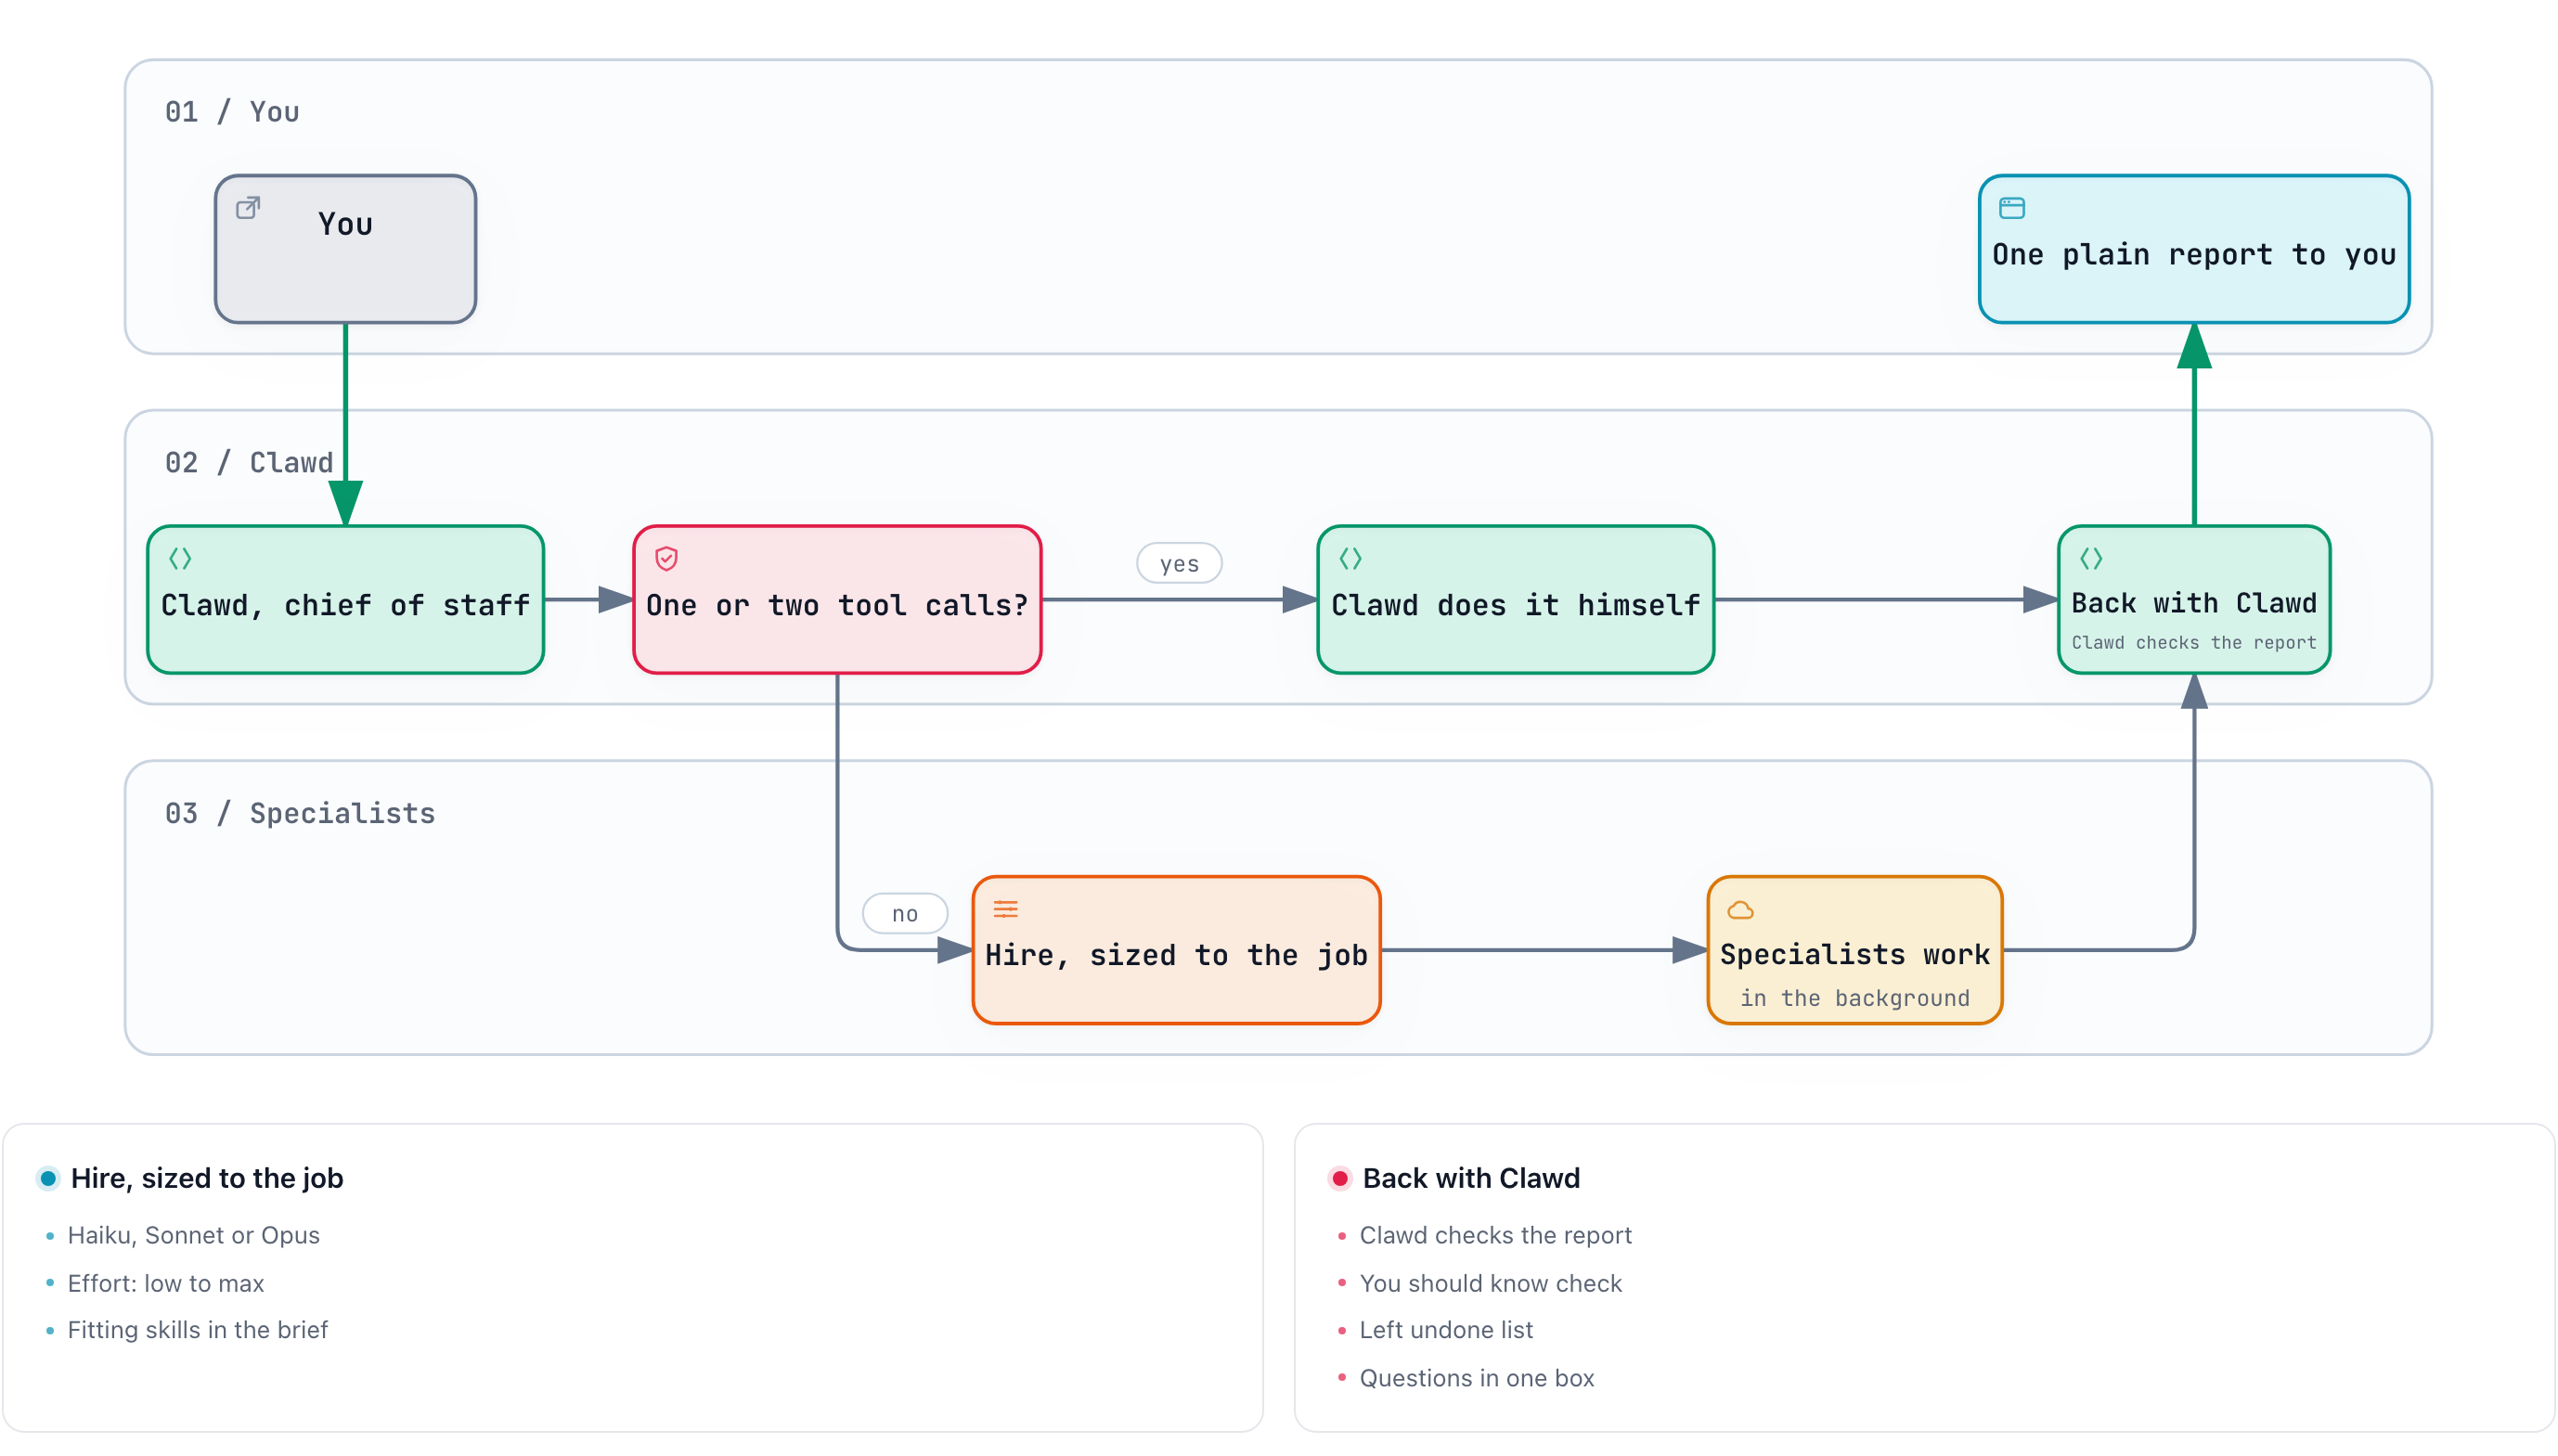 01 / You
You
One plain report to you
02 / Clawd
Clawd, chief of staff
One or two tool calls?
yes
Clawd does it himself
Back with Clawd
Clawd checks the report
03 / Specialists
no
Hire, sized to the job
Specialists work
in the background
Hire, sized to the job
Haiku, Sonnet or Opus
Effort: low to max
Fitting skills in the brief
Back with Clawd
Clawd checks the report
You should know check
Left undone list
Questions in one box